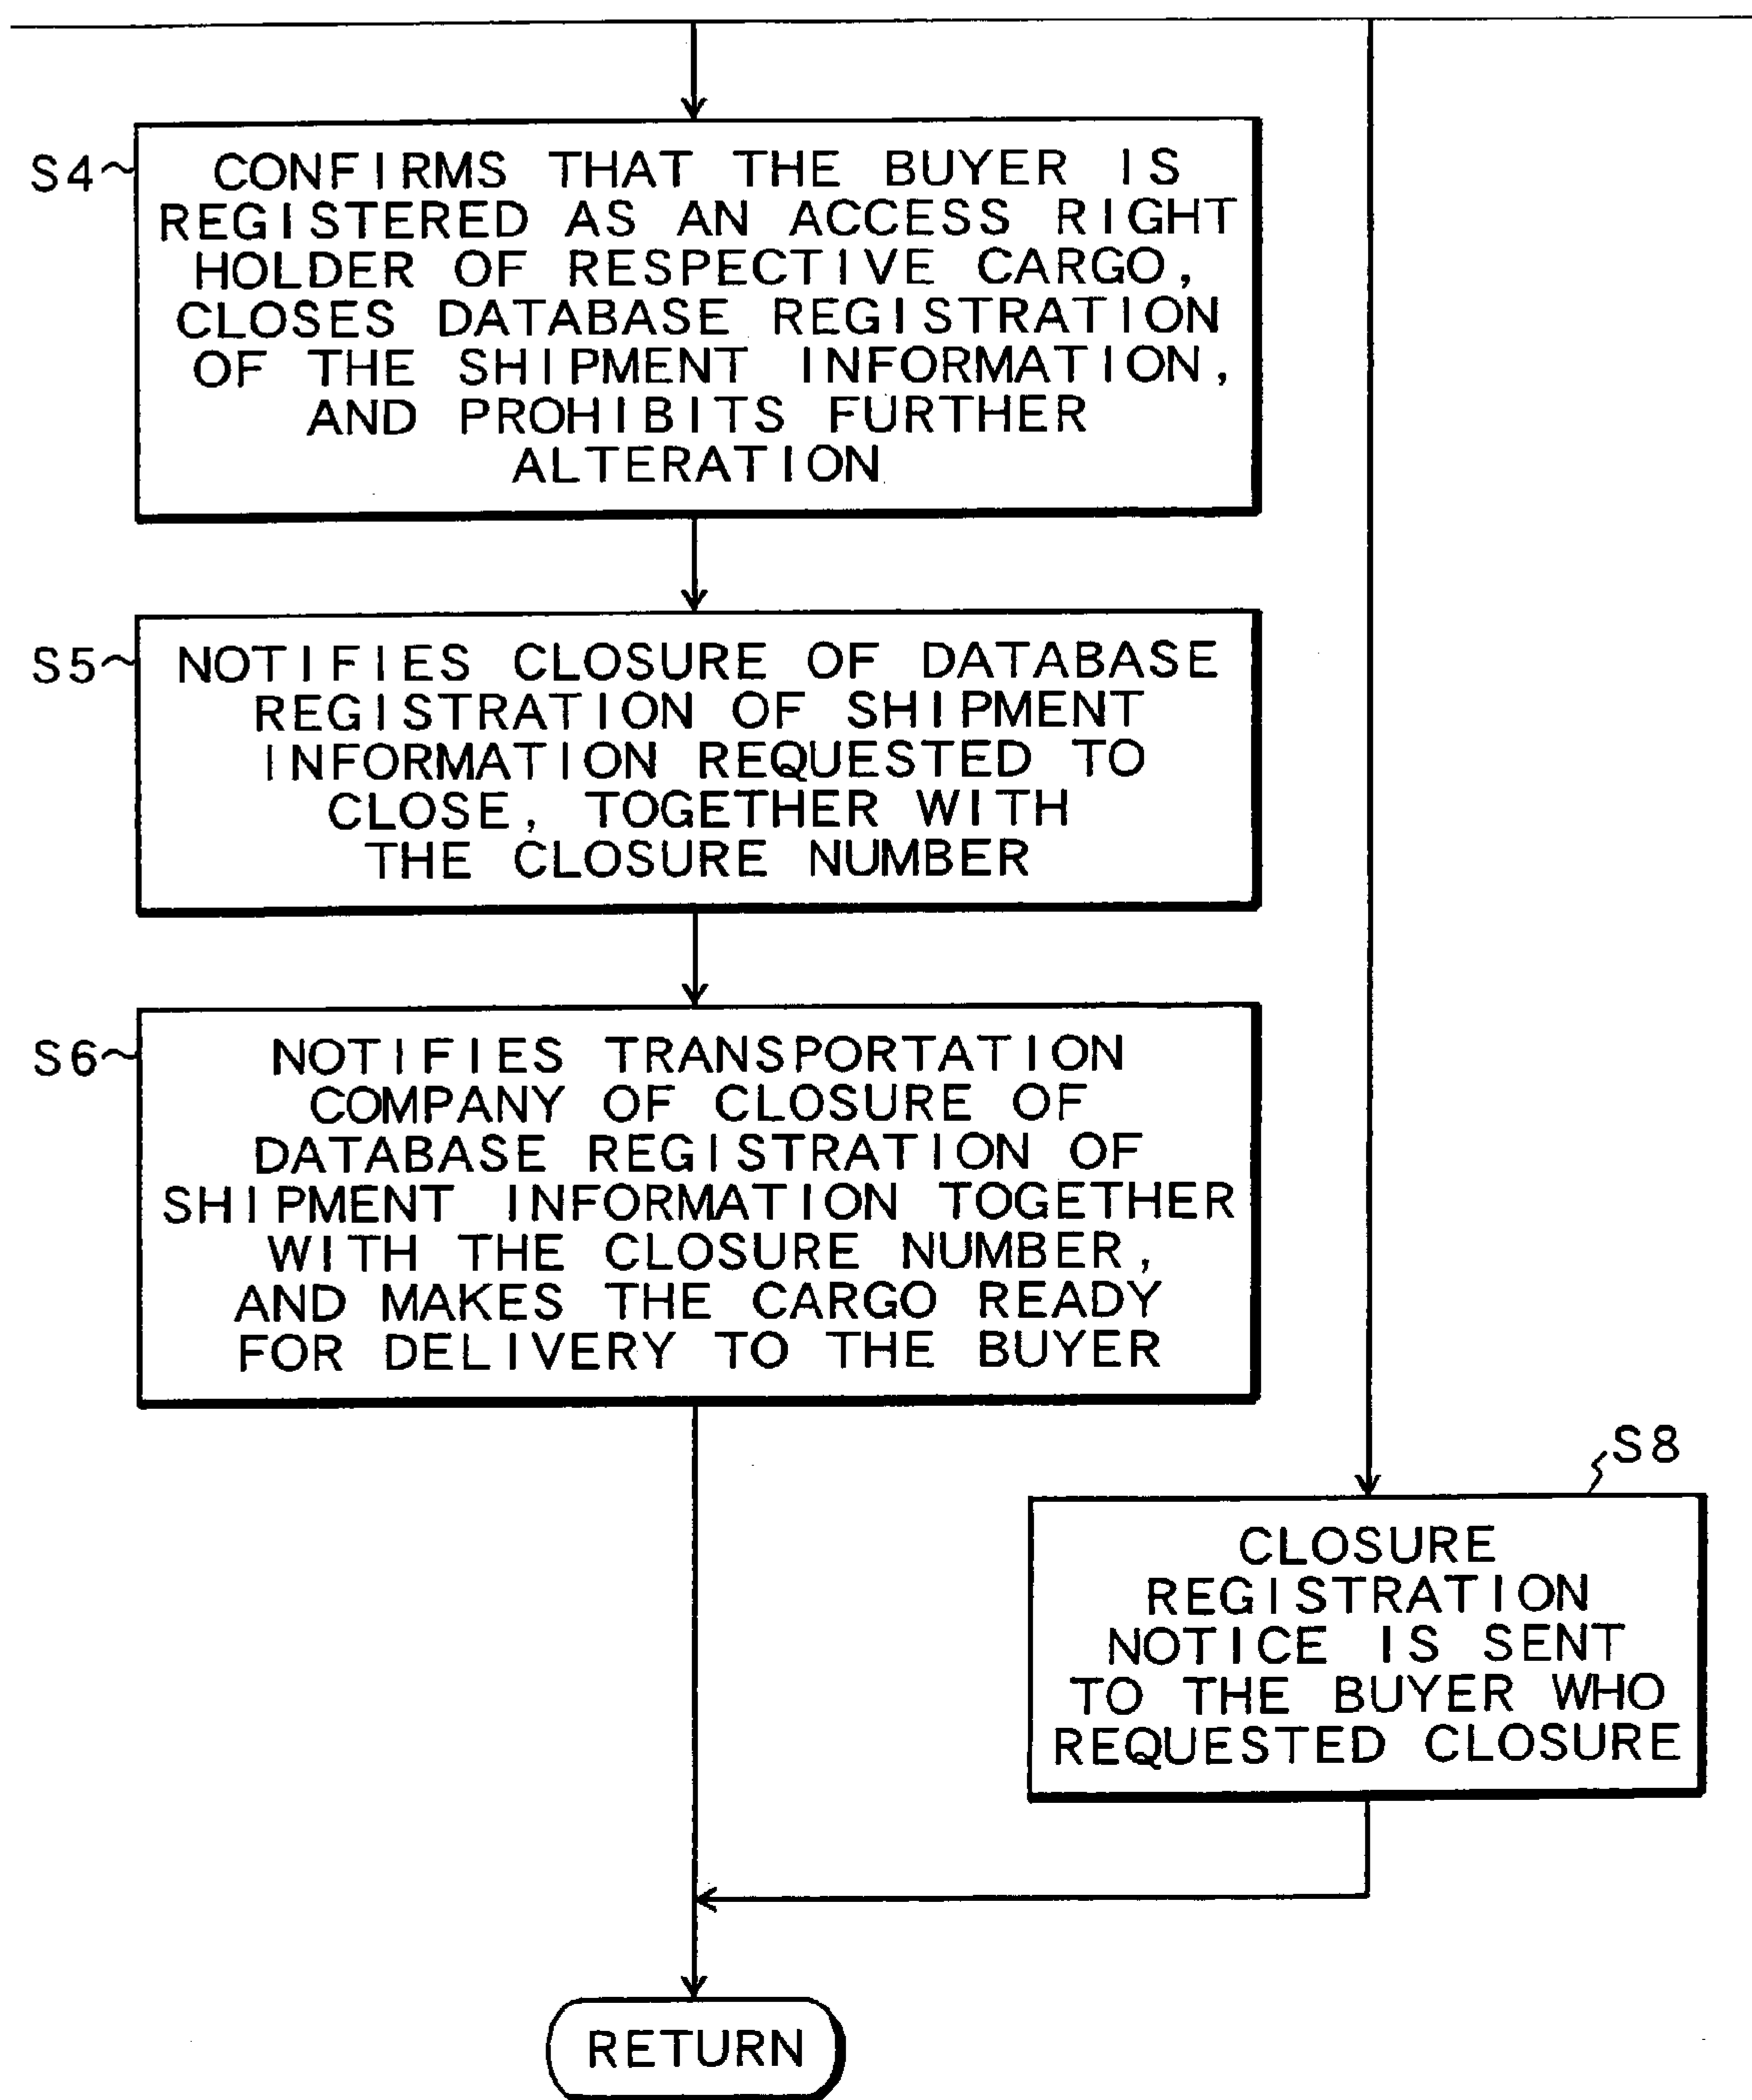 S4
CONFIRMS THAT THE BUYER IS
REGISTERED AS AN ACCESS RIGHT
HOLDER OF RESPECTIVE CARGO,
CLOSES DATABASE REGISTRATION
OF THE SHIPMENT INFORMATION,
AND PROHIBITS FURTHER
ALTERATION
S5
NOTIFIES CLOSURE OF DATABASE
REGISTRATION OF SHIPMENT
INFORMATION REQUESTED TO
CLOSE, TOGETHER WITH
THE CLOSURE NUMBER
S6
NOTIFIES TRANSPORTATION
COMPANY OF CLOSURE OF
DATABASE REGISTRATION OF
SHIPMENT INFORMATION TOGETHER
WITH THE CLOSURE NUMBER,
AND MAKES THE CARGO READY
FOR DELIVERY TO THE BUYER
S8
CLOSURE
REGISTRATION
NOTICE IS SENT
TO THE BUYER WHO
REQUESTED CLOSURE
RETURN